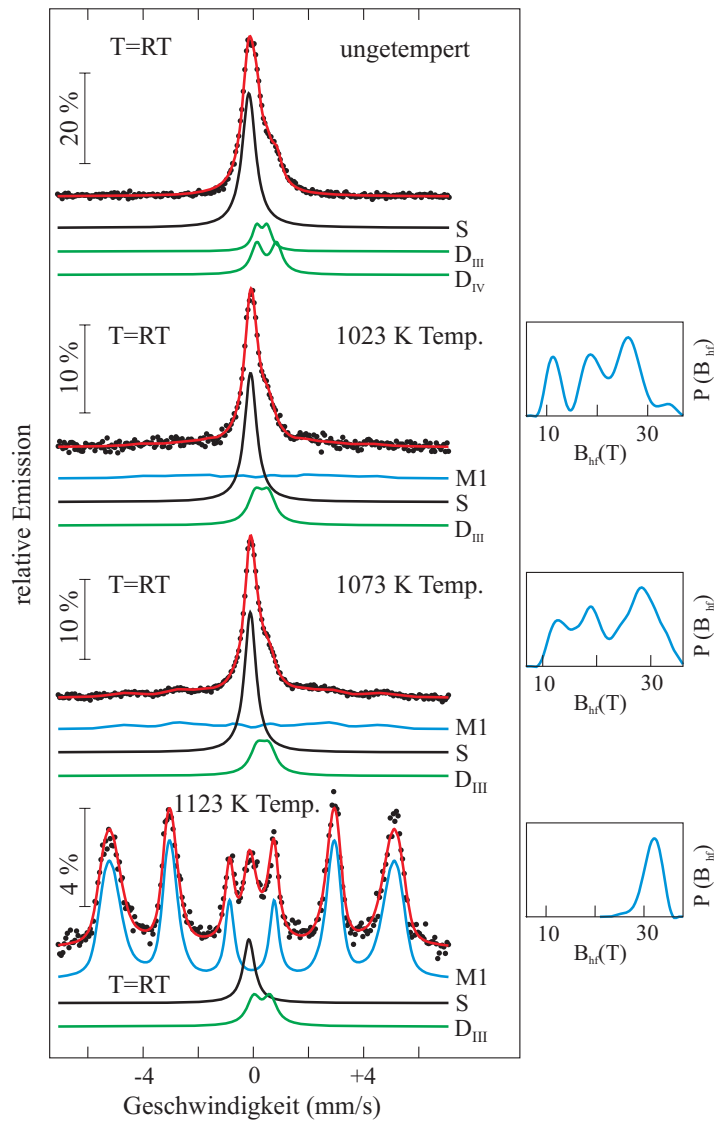 T=RT
ungetempert
20 %
S
D_III
D_IV
T=RT
1023 K Temp.
10 %
M1
S
D_III
P (B_hf)
10 30
B_hf(T)
T=RT
1073 K Temp.
10 %
M1
S
D_III
P (B_hf)
10 30
B_hf(T)
1123 K Temp.
4 %
M1
T=RT
S
D_III
P (B_hf)
10 30
B_hf(T)
relative Emission
-4 0 +4
Geschwindigkeit (mm/s)